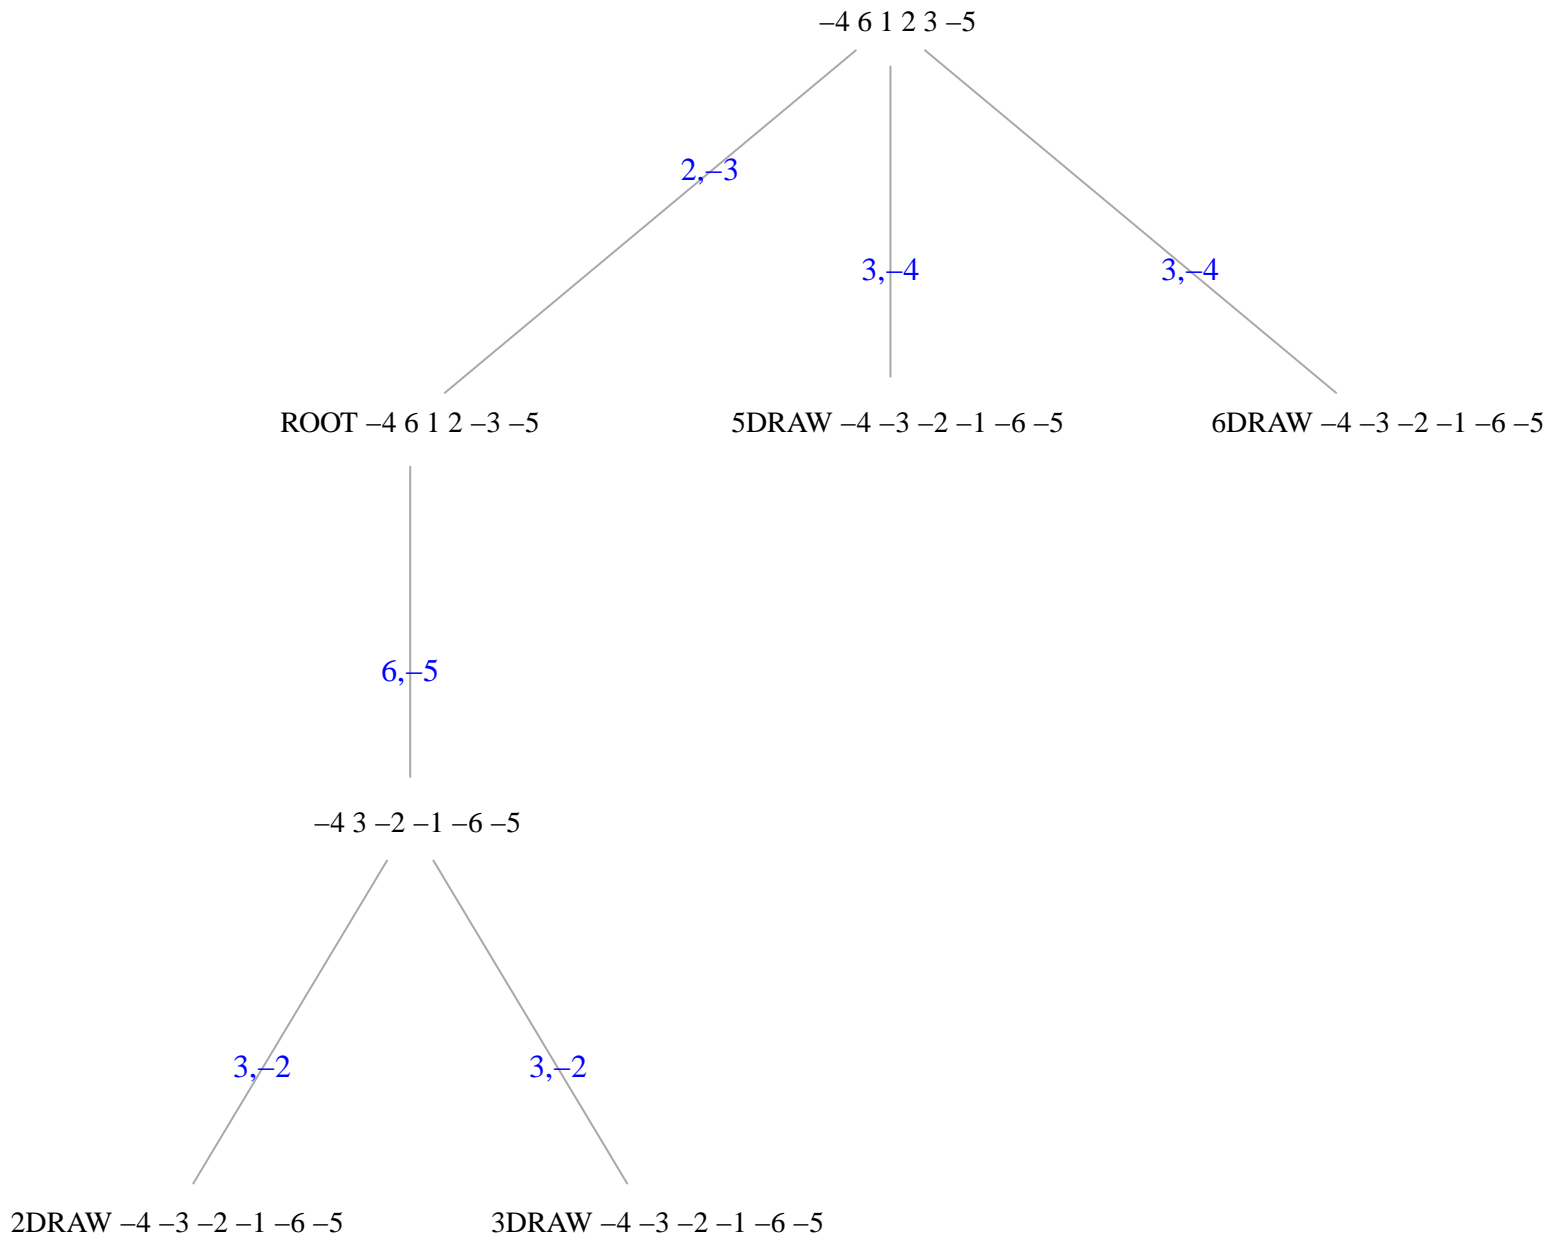 –4 6 1 2 3 –5
2,–3
3,–4
3,–4
ROOT –4 6 1 2 –3 –5
5DRAW –4 –3 –2 –1 –6 –5
6DRAW –4 –3 –2 –1 –6 –5
6,–5
–4 3 –2 –1 –6 –5
3,–2
3,–2
2DRAW –4 –3 –2 –1 –6 –5
3DRAW –4 –3 –2 –1 –6 –5